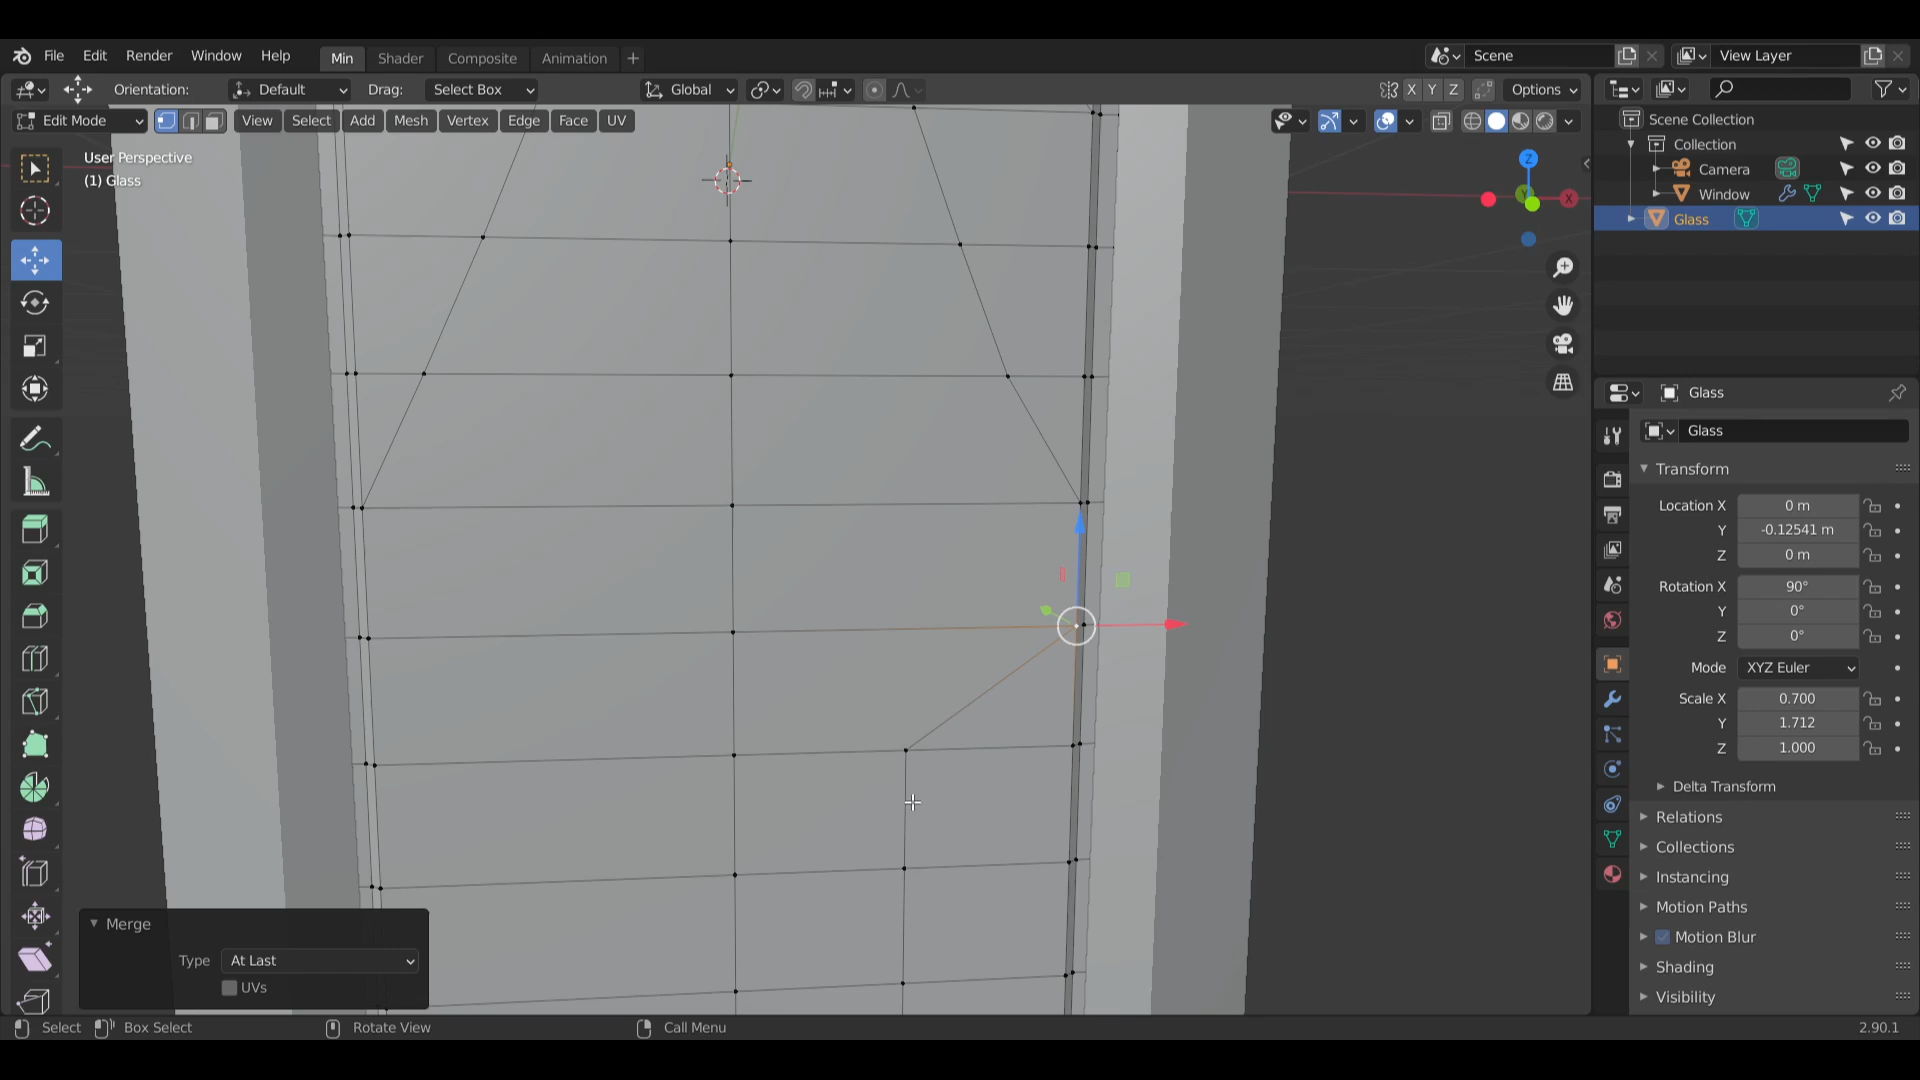 File Edit Render Window Help Min Shader Composite Animation + Scene View Layer
Orientation: Default Drag: Select Box Global X Y Z Options
Edit Mode View Select Add Mesh Vertex Edge Face UV
User Perspective
(1) Glass
Z
Y
X
Scene Collection
Collection
Camera
Window
Glass
Glass
Glass
Transform
Location X 0 m
Y -0.12541 m
Z 0 m
Rotation X 90°
Y 0°
Z 0°
Mode XYZ Euler
Scale X 0.700
Y 1.712
Z 1.000
Delta Transform
Relations
Collections
Instancing
Motion Paths
Motion Blur
Shading
Visibility
Merge
Type At Last
UVs
Select Box Select Rotate View Call Menu 2.90.1